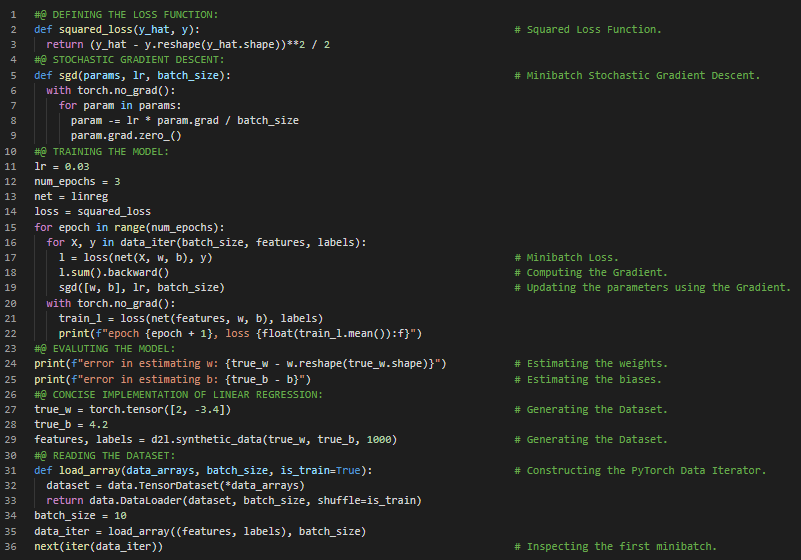 1 #@ DEFINING THE LOSS FUNCTION:
2 def squared_loss(y_hat, y): # Squared Loss Function.
3 return (y_hat - y.reshape(y_hat.shape))**2 / 2
4 #@ STOCHASTIC GRADIENT DESCENT:
5 def sgd(params, lr, batch_size): # Minibatch Stochastic Gradient Descent.
6 with torch.no_grad():
7 for param in params:
8 param -= lr * param.grad / batch_size
9 param.grad.zero_()
10 #@ TRAINING THE MODEL:
11 lr = 0.03
12 num_epochs = 3
13 net = linreg
14 loss = squared_loss
15 for epoch in range(num_epochs):
16 for X, y in data_iter(batch_size, features, labels):
17 l = loss(net(X, w, b), y) # Minibatch Loss.
18 l.sum().backward() # Computing the Gradient.
19 sgd([w, b], lr, batch_size) # Updating the parameters using the Gradient.
20 with torch.no_grad():
21 train_l = loss(net(features, w, b), labels)
22 print(f"epoch {epoch + 1}, loss {float(train_l.mean()):f}")
23 #@ EVALUTING THE MODEL:
24 print(f"error in estimating w: {true_w - w.reshape(true_w.shape)}") # Estimating the weights.
25 print(f"error in estimating b: {true_b - b}") # Estimating the biases.
26 #@ CONCISE IMPLEMENTATION OF LINEAR REGRESSION:
27 true_w = torch.tensor([2, -3.4]) # Generating the Dataset.
28 true_b = 4.2
29 features, labels = d2l.synthetic_data(true_w, true_b, 1000) # Generating the Dataset.
30 #@ READING THE DATASET:
31 def load_array(data_arrays, batch_size, is_train=True): # Constructing the PyTorch Data Iterator.
32 dataset = data.TensorDataset(*data_arrays)
33 return data.DataLoader(dataset, batch_size, shuffle=is_train)
34 batch_size = 10
35 data_iter = load_array((features, labels), batch_size)
36 next(iter(data_iter)) # Inspecting the first minibatch.